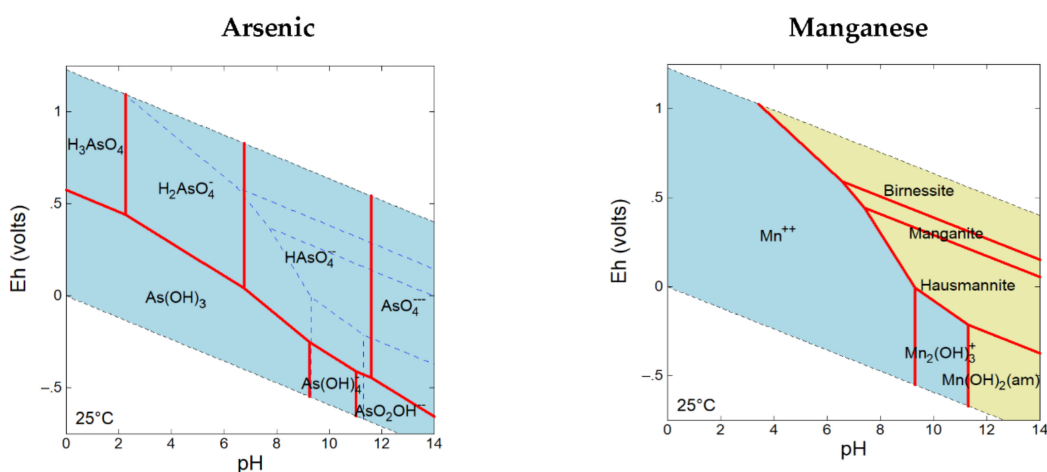 Arsenic
1
.5
0
–.5
Eh (volts)
H₃AsO₄
H₂AsO₄⁻
HAsO₄⁻⁻
AsO₄⁻⁻⁻
As(OH)₃
As(OH)₄⁻
AsO₂OH⁻⁻
25°C
0 2 4 6 8 10 12 14
pH
Manganese
1
.5
0
–.5
Eh (volts)
Birnessite
Manganite
Mn⁺⁺
Hausmannite
Mn₂(OH)₃⁺
Mn(OH)₂(am)
25°C
0 2 4 6 8 10 12 14
pH